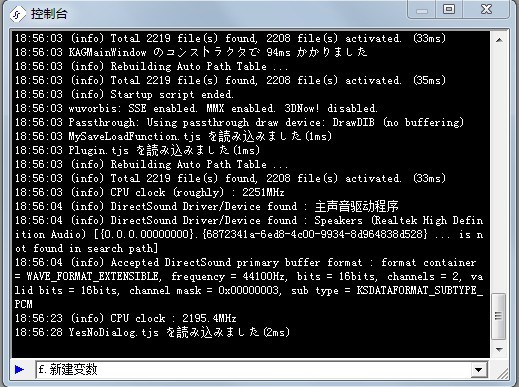 控制台
18:56:03 (info) Total 2219 file(s) found, 2208 file(s) activated. (33ms)
18:56:03 KAGMainWindow のコンストラクタで 94ms かかりました
18:56:03 (info) Rebuilding Auto Path Table ...
18:56:03 (info) Total 2219 file(s) found, 2208 file(s) activated. (35ms)
18:56:03 (info) Startup script ended.
18:56:03 wuvorbis: SSE enabled. MMX enabled. 3DNow! disabled.
18:56:03 Passthrough: Using passthrough draw device: DrawDIB (no buffering)
18:56:03 MySaveLoadFunction.tjs を読み込みました(1ms)
18:56:03 Plugin.tjs を読み込みました(1ms)
18:56:03 (info) Rebuilding Auto Path Table ...
18:56:03 (info) Total 2219 file(s) found, 2208 file(s) activated. (33ms)
18:56:03 (info) CPU clock (roughly) : 2251MHz
18:56:04 (info) DirectSound Driver/Device found : 主声音驱动程序
18:56:04 (info) DirectSound Driver/Device found : Speakers (Realtek High Defin
ition Audio) [{0.0.0.00000000}.{6872341a-6ed8-4c00-9934-8d964838d528} ... is n
ot found in search path]
18:56:04 (info) Accepted DirectSound primary buffer format : format container
= WAVE_FORMAT_EXTENSIBLE, frequency = 44100Hz, bits = 16bits, channels = 2, va
lid bits = 16bits, channel mask = 0x00000003, sub type = KSDATAFORMAT_SUBTYPE_
PCM
18:56:23 (info) CPU clock : 2195.4MHz
18:56:28 YesNoDialog.tjs を読み込みました(2ms)
f.新建变数